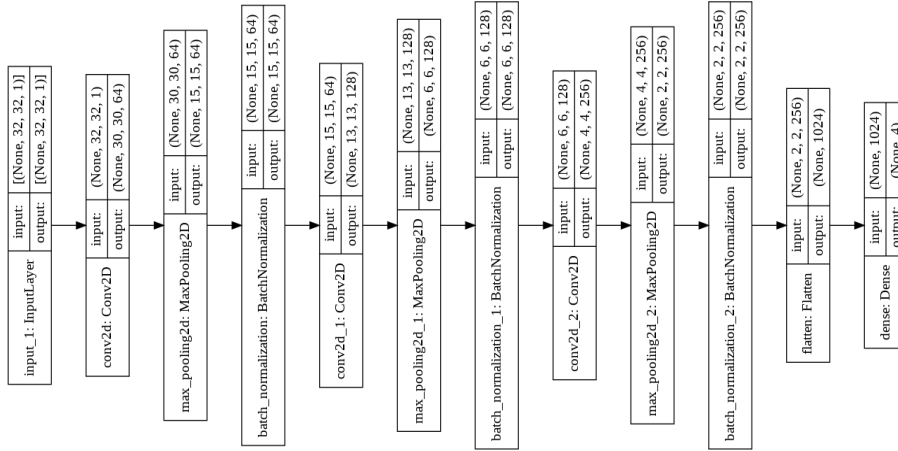 input_1: InputLayer
input:
output:
[(None, 32, 32, 1)]
[(None, 32, 32, 1)]
conv2d: Conv2D
input:
output:
(None, 32, 32, 1)
(None, 30, 30, 64)
max_pooling2d: MaxPooling2D
input:
output:
(None, 30, 30, 64)
(None, 15, 15, 64)
batch_normalization: BatchNormalization
input:
output:
(None, 15, 15, 64)
(None, 15, 15, 64)
conv2d_1: Conv2D
input:
output:
(None, 15, 15, 64)
(None, 13, 13, 128)
max_pooling2d_1: MaxPooling2D
input:
output:
(None, 13, 13, 128)
(None, 6, 6, 128)
batch_normalization_1: BatchNormalization
input:
output:
(None, 6, 6, 128)
(None, 6, 6, 128)
conv2d_2: Conv2D
input:
output:
(None, 6, 6, 128)
(None, 4, 4, 256)
max_pooling2d_2: MaxPooling2D
input:
output:
(None, 4, 4, 256)
(None, 2, 2, 256)
batch_normalization_2: BatchNormalization
input:
output:
(None, 2, 2, 256)
(None, 2, 2, 256)
flatten: Flatten
input:
output:
(None, 2, 2, 256)
(None, 1024)
dense: Dense
input:
output:
(None, 1024)
(None, 4)